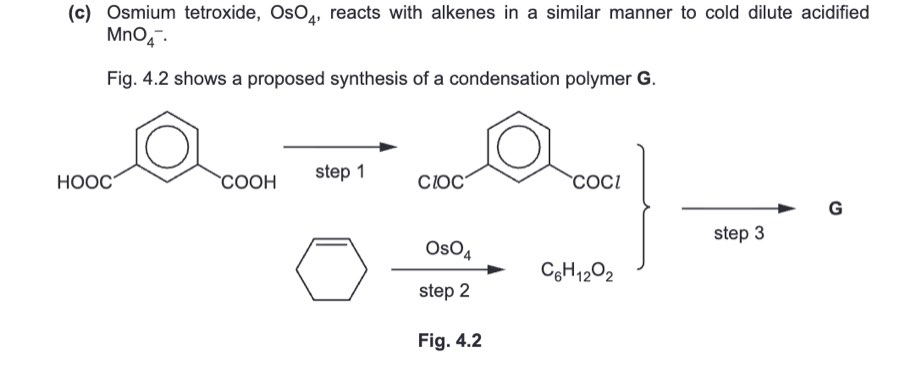 (c) Osmium tetroxide, OsO₄, reacts with alkenes in a similar manner to cold dilute acidified
MnO₄⁻.
Fig. 4.2 shows a proposed synthesis of a condensation polymer G.
HOOC COOH step 1 ClOC COCl
G
step 3
OsO₄
step 2
C₆H₁₂O₂
Fig. 4.2